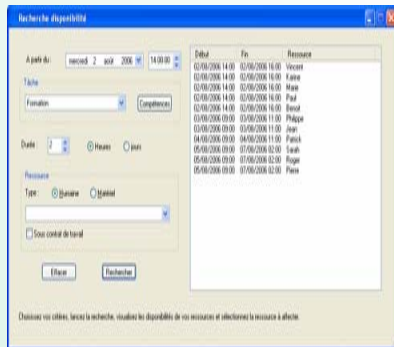 Recherche disponibilité
A partir du : mercredi 2 août 2006 14:00:00
Tâche
Formation Compétences
Durée : 2 Heures jours
Ressource
Type : Humaine Matériel
Sous contrat de travail
Effacer Rechercher
Début Fin Ressource
02/08/2006 14:00 02/08/2006 16:00 Vincent
02/08/2006 14:00 02/08/2006 16:00 Karine
02/08/2006 14:00 02/08/2006 16:00 Marie
02/08/2006 14:00 02/08/2006 16:00 Paul
02/08/2006 14:00 02/08/2006 16:00 Benoit
03/08/2006 09:00 03/08/2006 11:00 Philippe
03/08/2006 09:00 03/08/2006 11:00 Jean
04/08/2006 09:00 04/08/2006 11:00 Patrick
05/08/2006 09:00 07/08/2006 02:00 Sarah
05/08/2006 09:00 07/08/2006 02:00 Roger
05/08/2006 09:00 07/08/2006 02:00 Pierre
Choisissez vos critères, lancez la recherche, visualisez les disponibilités de vos ressources et sélectionnez la ressource à affecter.